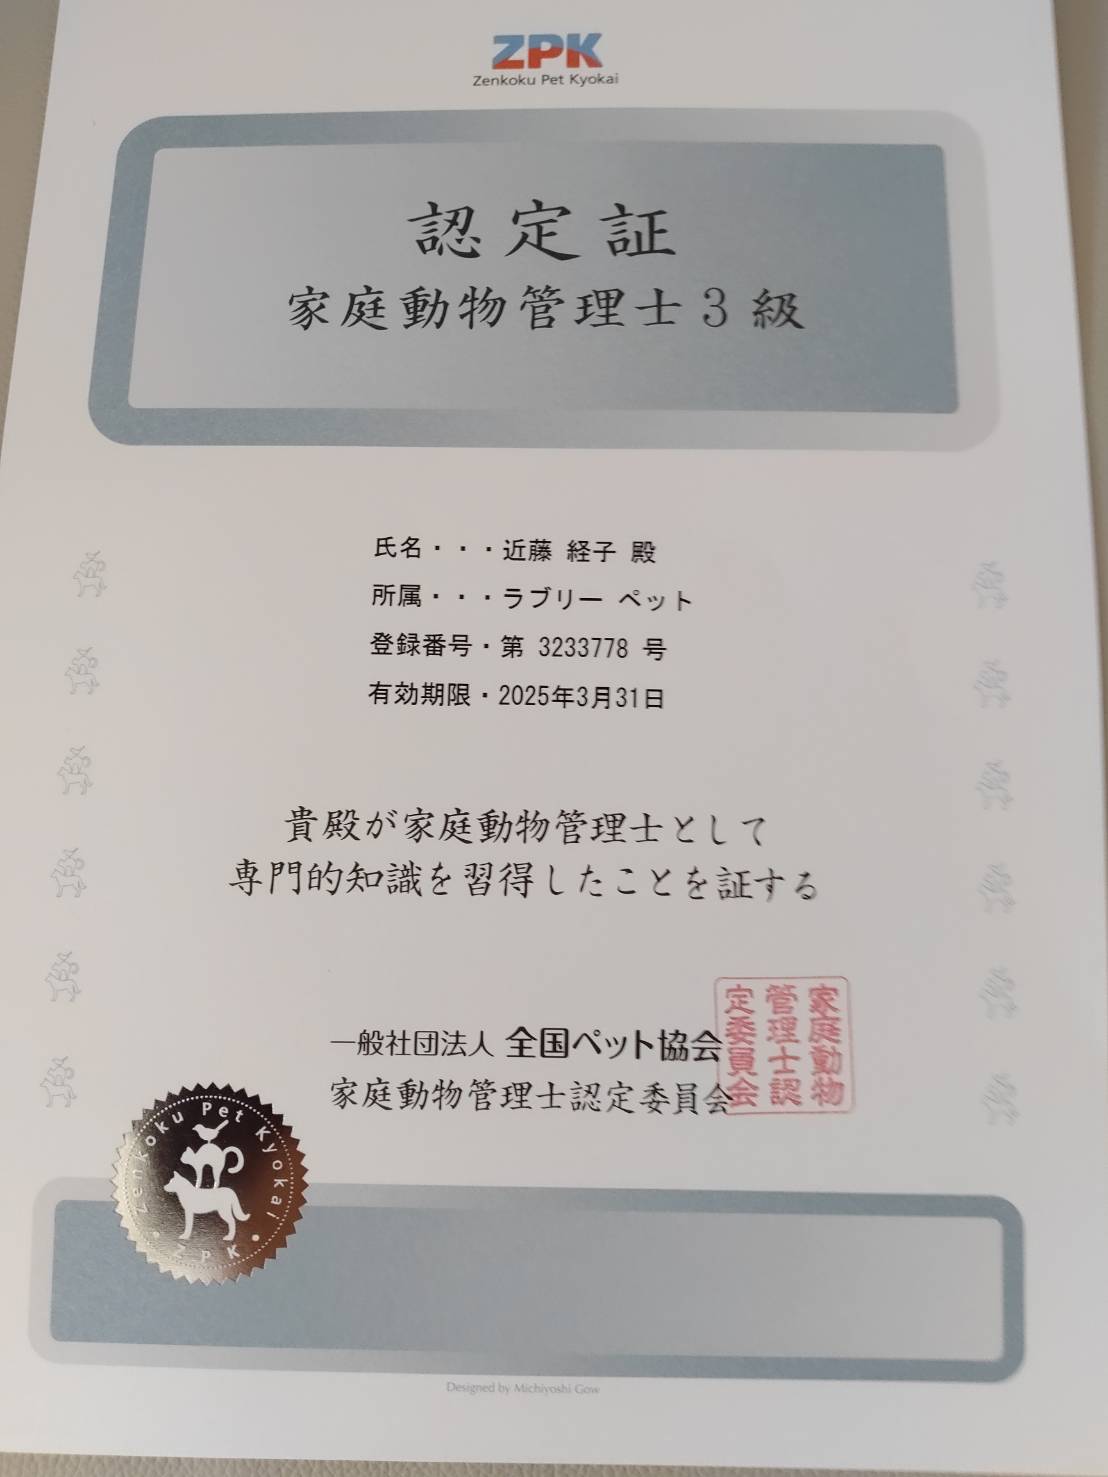 ZPK
Zenkoku Pet Kyokai
認定証
家庭動物管理士3級
氏名・・・近藤 経子 殿
所属・・・ラブリー ペット
登録番号・第 3233778 号
有効期限・2025年3月31日
貴殿が家庭動物管理士として
専門的知識を習得したことを証する
一般社団法人 全国ペット協会
家庭動物管理士認定委員会
家庭動物
管理士認
定委員会
Zenkoku Pet Kyokai
ZPK
Designed by Michiyoshi Gow